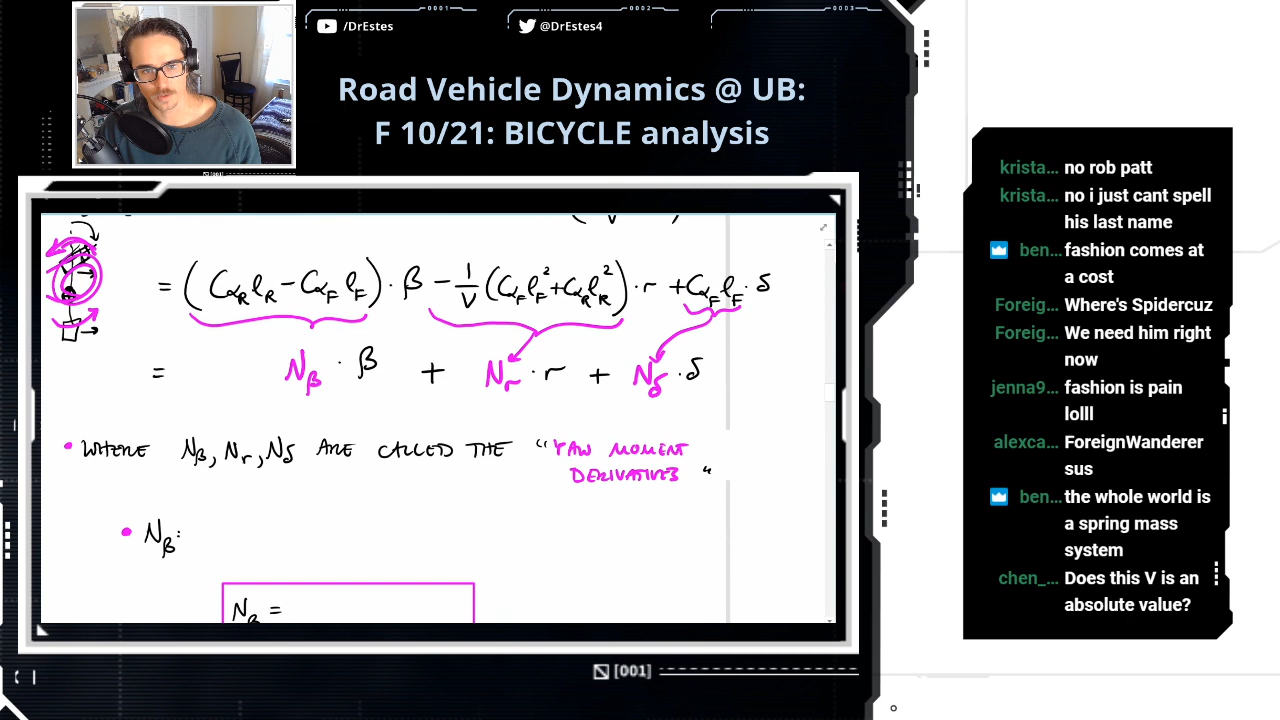 0001
0002
0003
/DrEstes
@DrEstes4
Road Vehicle Dynamics @ UB:
F 10/21: BICYCLE analysis
[001]
= (CαR ℓR − CαF ℓF) · β − 1/V (CαF ℓF² + CαR ℓR²) · r + CαF ℓF · δ
= Nβ · β + Nr · r + Nδ · δ
• WHERE Nβ, Nr, Nδ ARE CALLED THE "YAW MOMENT
DERIVATIVES"
• Nβ:
Nβ =
[001]
krista… no rob patt
krista… no i just cant spell
his last name
ben… fashion comes at
a cost
Foreig… Where's Spidercuz
Foreig… We need him right
now
jenna9… fashion is pain
lolll
alexca… ForeignWanderer
sus
ben… the whole world is
a spring mass
system
chen_… Does this V is an
absolute value?